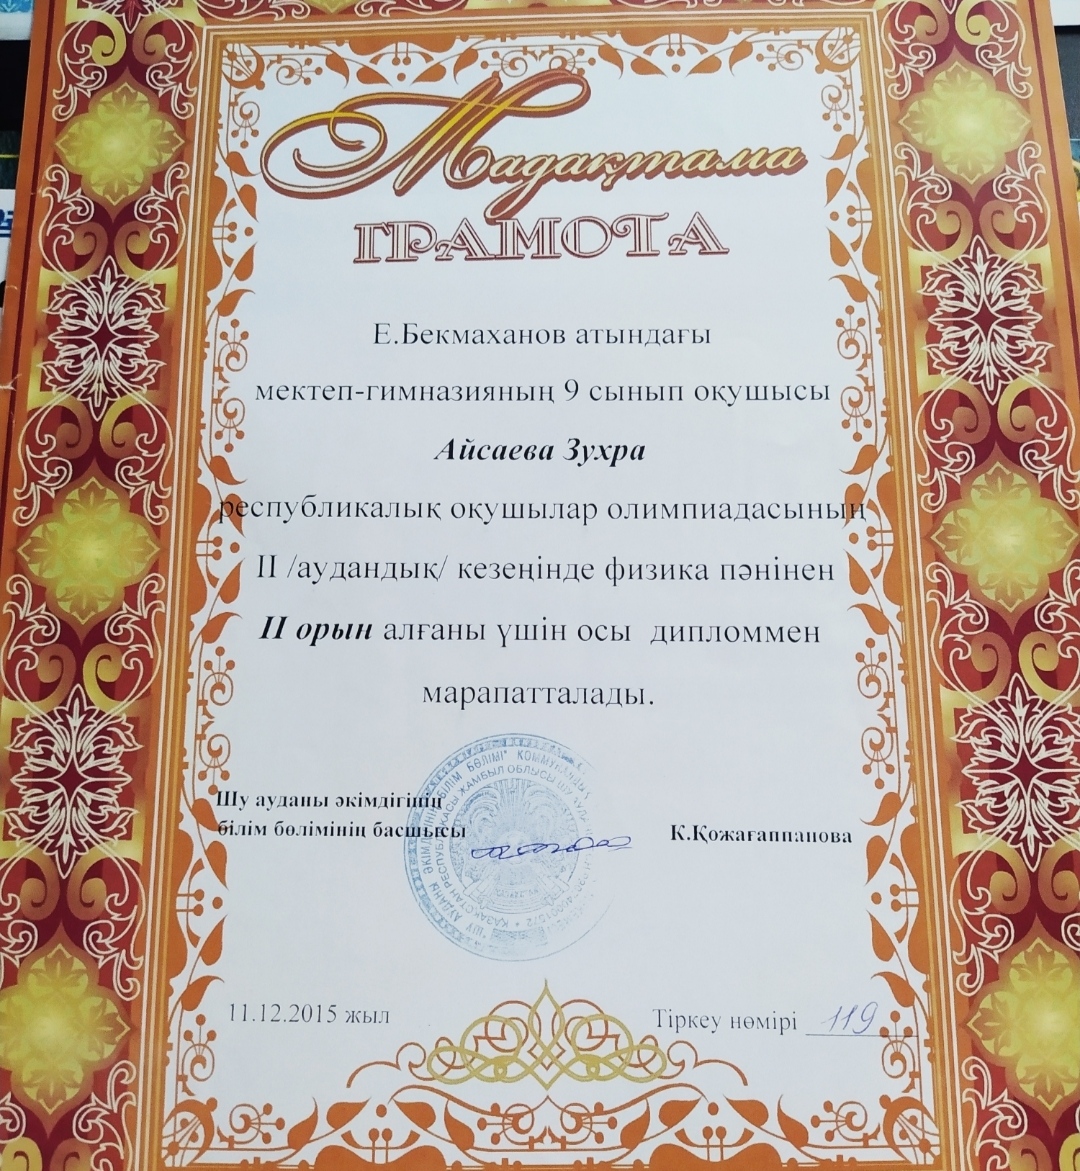 Мадақтама
ГРАМОТА
Е.Бекмаханов атындағы
мектеп-гимназияның 9 сынып оқушысы
Айсаева Зухра
республикалық оқушылар олимпиадасының
ІІ /аудандық/ кезеңінде физика пәнінен
ІІ орын алғаны үшін осы дипломмен
марапатталады.
Шу ауданы әкімдігінің
білім бөлімінің басшысы
К.Қожағаппанова
11.12.2015 жыл
Тіркеу нөмірі 119